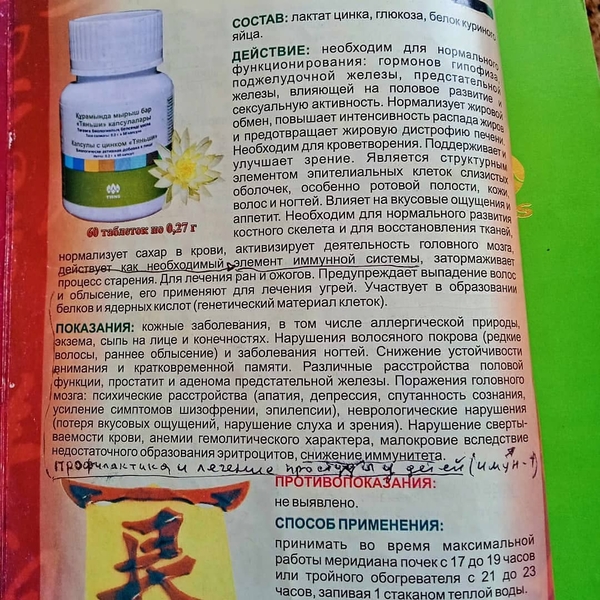 СОСТАВ: лактат цинка, глюкоза, белок куриного
яйца.
ДЕЙСТВИЕ: необходим для нормального
функционирования: гормонов гипофиза,
поджелудочной железы, предстательной
железы, влияющей на половое развитие и
сексуальную активность. Нормализует жировой
обмен, повышает интенсивность распада жиров
и предотвращает жировую дистрофию печени.
Необходим для кроветворения. Поддерживает и
улучшает зрение. Является структурным
элементом эпителиальных клеток слизистых
оболочек, особенно ротовой полости, кожи,
волос и ногтей. Влияет на вкусовые ощущения и
аппетит. Необходим для нормального развития
костного скелета и для восстановления тканей,
нормализует сахар в крови, активизирует деятельность головного мозга,
действует как необходимый элемент иммунной системы, затормаживает
процесс старения. Для лечения ран и ожогов. Предупреждает выпадение волос
и облысение, его применяют для лечения угрей. Участвует в образовании
белков и ядерных кислот (генетический материал клеток).
Құрамында мырыш бар
«Тяньши» капсулалары
Капсулы с цинком «Тяньши»
TIENS
60 таблеток по 0,27 г
ПОКАЗАНИЯ: кожные заболевания, в том числе аллергической природы,
экзема, сыпь на лице и конечностях. Нарушения волосяного покрова (редкие
волосы, раннее облысение) и заболевания ногтей. Снижение устойчивости
внимания и кратковременной памяти. Различные расстройства половой
функции, простатит и аденома предстательной железы. Поражения головного
мозга: психические расстройства (апатия, депрессия, спутанность сознания,
усиление симптомов шизофрении, эпилепсии), неврологические нарушения
(потеря вкусовых ощущений, нарушение слуха и зрения). Нарушение сверты-
ваемости крови, анемии гемолитического характера, малокровие вследствие
недостаточного образования эритроцитов, снижение иммунитета.
Профилактика и лечение простуды у детей (имун-т)
ПРОТИВОПОКАЗАНИЯ:
не выявлено.
СПОСОБ ПРИМЕНЕНИЯ:
принимать во время максимальной
работы меридиана почек с 17 до 19 часов
или тройного обогревателя с 21 до 23
часов, запивая 1 стаканом теплой воды.